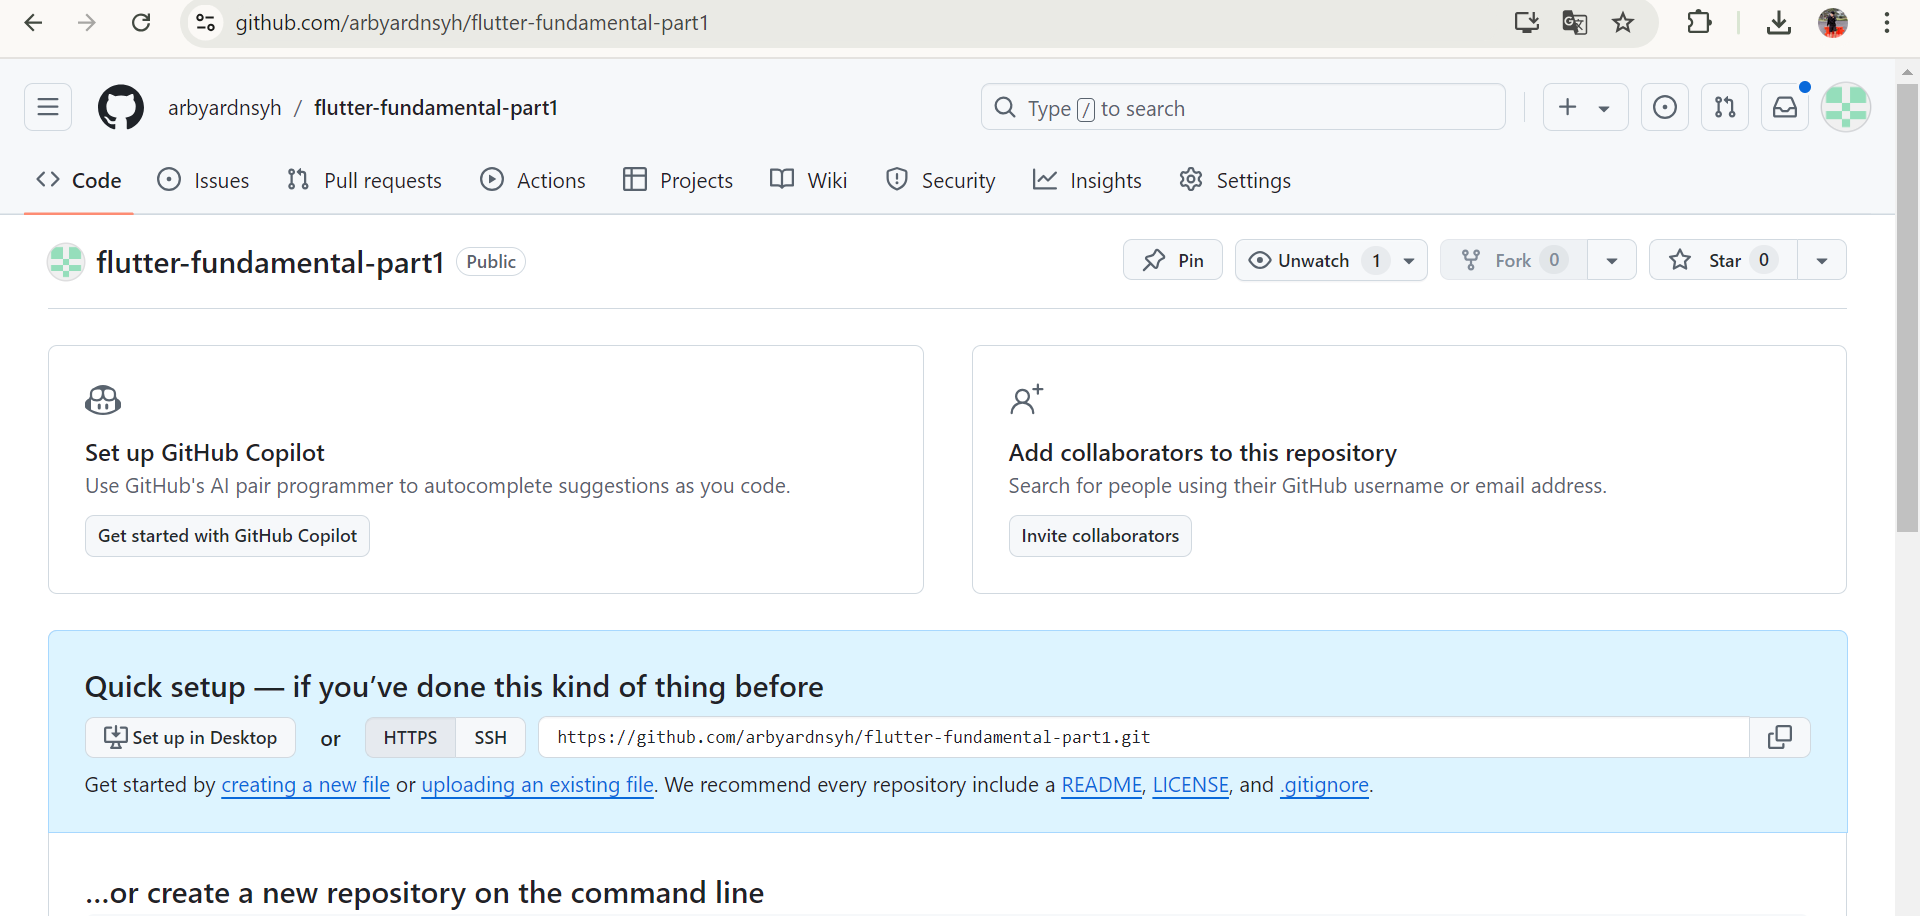 github.com/arbyardnsyh/flutter-fundamental-part1
arbyardnsyh / flutter-fundamental-part1
Type / to search
Code Issues Pull requests Actions Projects Wiki Security Insights Settings
flutter-fundamental-part1 Public
Pin Unwatch 1 Fork 0 Star 0
Set up GitHub Copilot
Use GitHub's AI pair programmer to autocomplete suggestions as you code.
Get started with GitHub Copilot
Add collaborators to this repository
Search for people using their GitHub username or email address.
Invite collaborators
Quick setup — if you’ve done this kind of thing before
Set up in Desktop or HTTPS SSH https://github.com/arbyardnsyh/flutter-fundamental-part1.git
Get started by creating a new file or uploading an existing file. We recommend every repository include a README, LICENSE, and .gitignore.
…or create a new repository on the command line